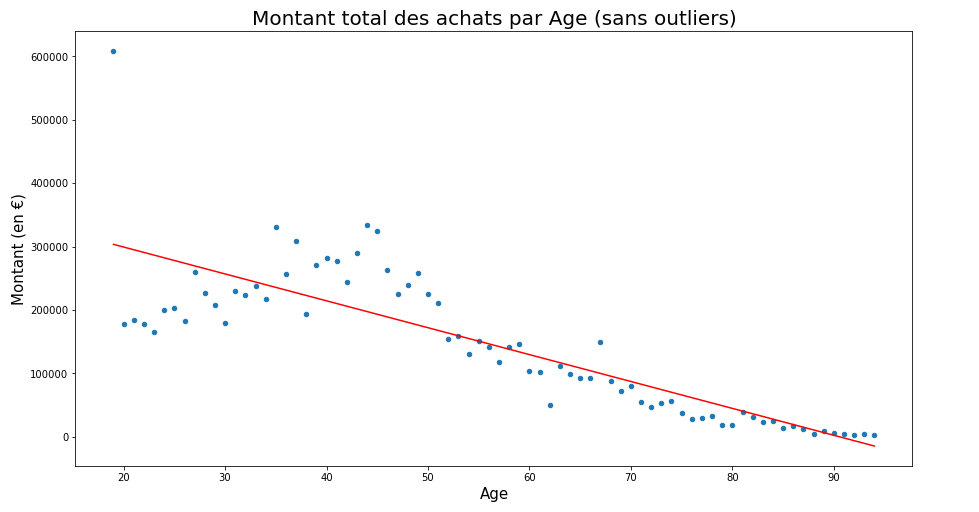 Montant total des achats par Age (sans outliers)
600000
500000
400000
300000
200000
100000
0
Montant (en €)
20 30 40 50 60 70 80 90
Age